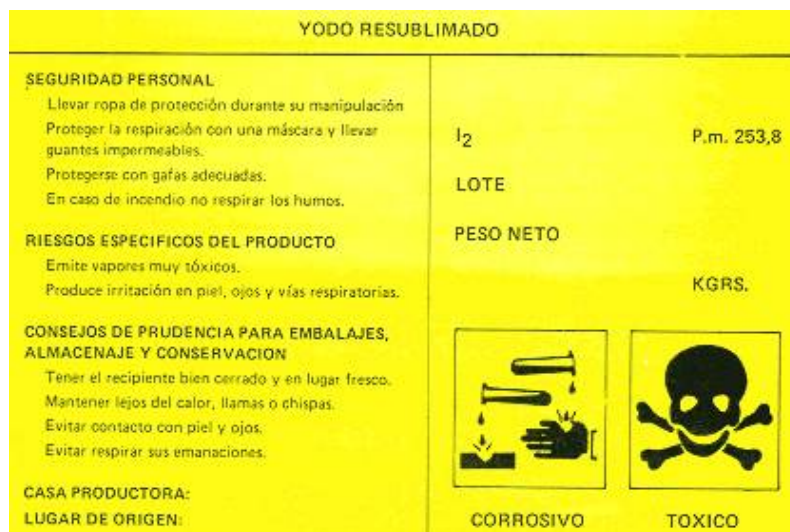 YODO RESUBLIMADO
SEGURIDAD PERSONAL
Llevar ropa de protección durante su manipulación
Proteger la respiración con una máscara y llevar
guantes impermeables.
Protegerse con gafas adecuadas.
En caso de incendio no respirar los humos.
RIESGOS ESPECIFICOS DEL PRODUCTO
Emite vapores muy tóxicos.
Produce irritación en piel, ojos y vías respiratorias.
CONSEJOS DE PRUDENCIA PARA EMBALAJES,
ALMACENAJE Y CONSERVACION
Tener el recipiente bien cerrado y en lugar fresco.
Mantener lejos del calor, llamas o chispas.
Evitar contacto con piel y ojos.
Evitar respirar sus emanaciones.
CASA PRODUCTORA:
LUGAR DE ORIGEN:
I2 P.m. 253,8
LOTE
PESO NETO
KGRS.
CORROSIVO TOXICO